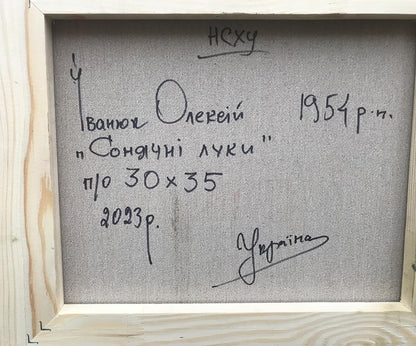 НСХУ
Іванюк Олексій 1954 р.н.
"Сонячні луки"
п/о 30×35
2023р.
Україна